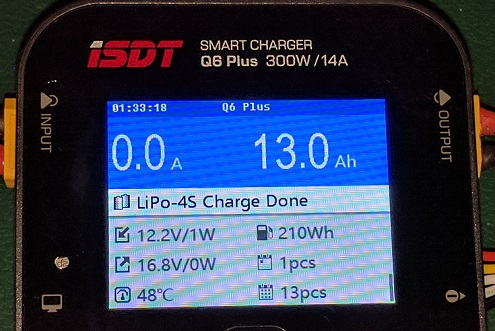 iSDT
SMART CHARGER
Q6 Plus 300W/14A
INPUT
OUTPUT
01:33:18 Q6 Plus
0.0A 13.0Ah
LiPo-4S Charge Done
12.2V/1W 210Wh
16.8V/0W 1pcs
48℃ 13pcs